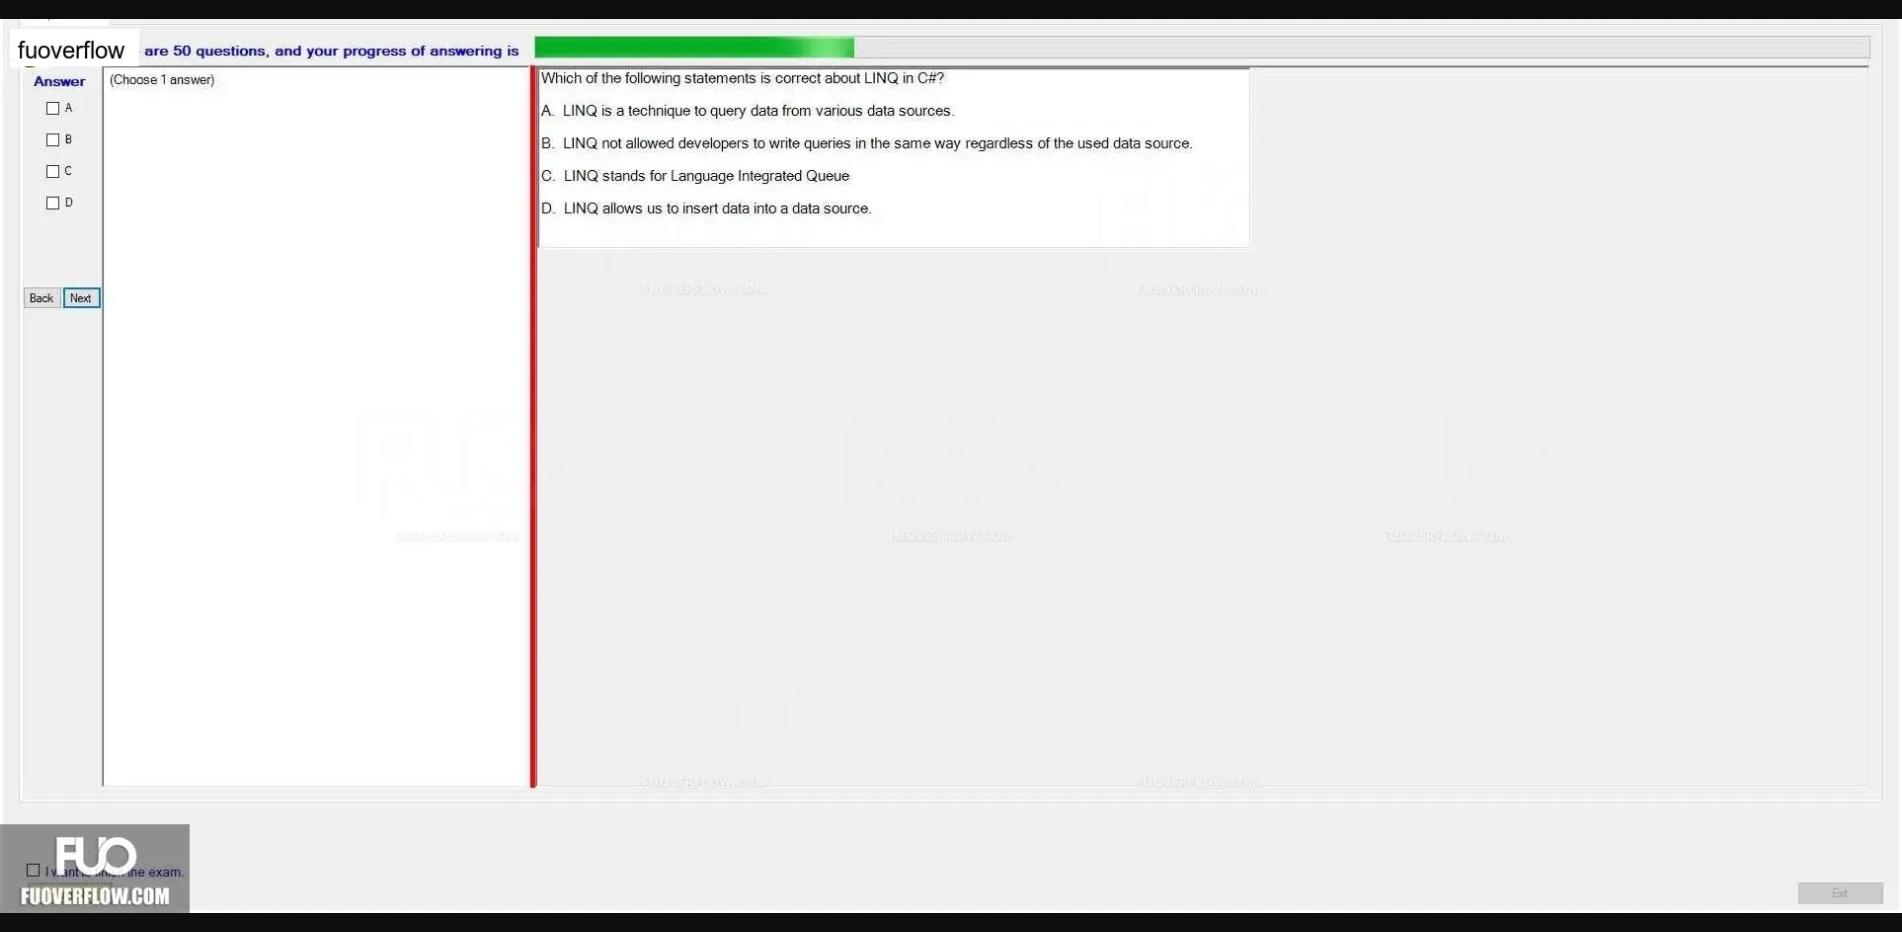 fuoverflow are 50 questions, and your progress of answering is
Answer
(Choose 1 answer)
A
B
C
D
Back Next
Which of the following statements is correct about LINQ in C#?
A. LINQ is a technique to query data from various data sources.
B. LINQ not allowed developers to write queries in the same way regardless of the used data source.
C. LINQ stands for Language Integrated Queue
D. LINQ allows us to insert data into a data source.
FUOVERFLOW.COM FUOVERFLOW.COM
FUOVERFLOW.COM FUOVERFLOW.COM FUOVERFLOW.COM
FUOVERFLOW.COM FUOVERFLOW.COM
FUO
I want the exam.
FUOVERFLOW.COM
Exit